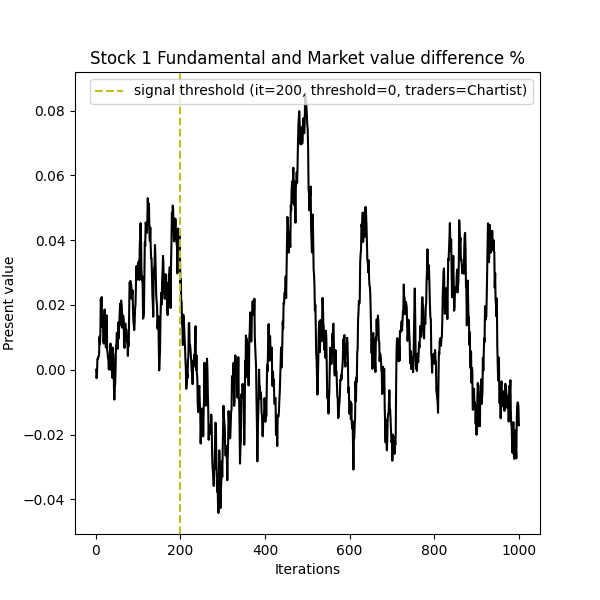 Stock 1 Fundamental and Market value difference %
signal threshold (it=200, threshold=0, traders=Chartist)
Present value
0.08
0.06
0.04
0.02
0.00
−0.02
−0.04
0 200 400 600 800 1000
Iterations